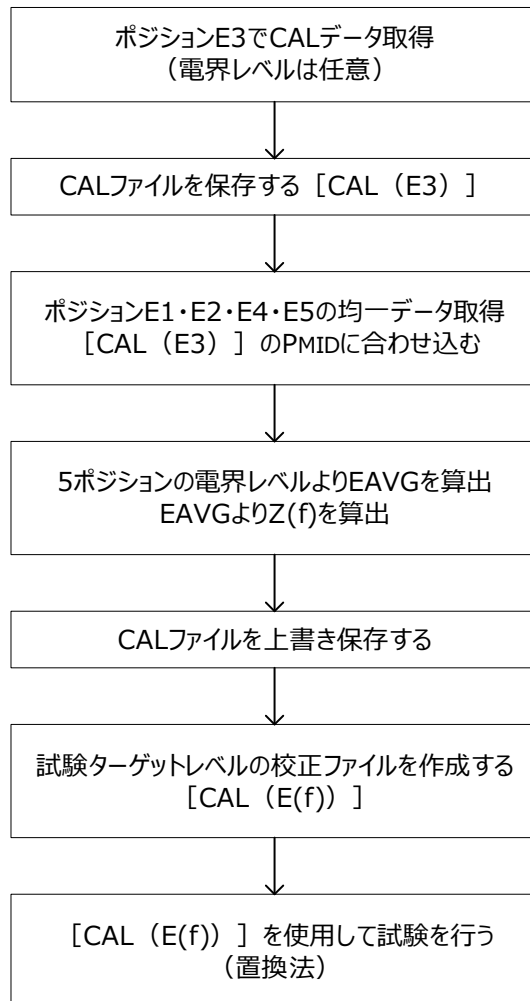 ポジションE3でCALデータ取得
（電界レベルは任意）
CALファイルを保存する［CAL（E3）］
ポジションE1・E2・E4・E5の均一データ取得
［CAL（E3）］のPMIDに合わせ込む
5ポジションの電界レベルよりEAVGを算出
EAVGよりZ(f)を算出
CALファイルを上書き保存する
試験ターゲットレベルの校正ファイルを作成する
［CAL（E(f)）］
［CAL（E(f)）］を使用して試験を行う
（置換法）